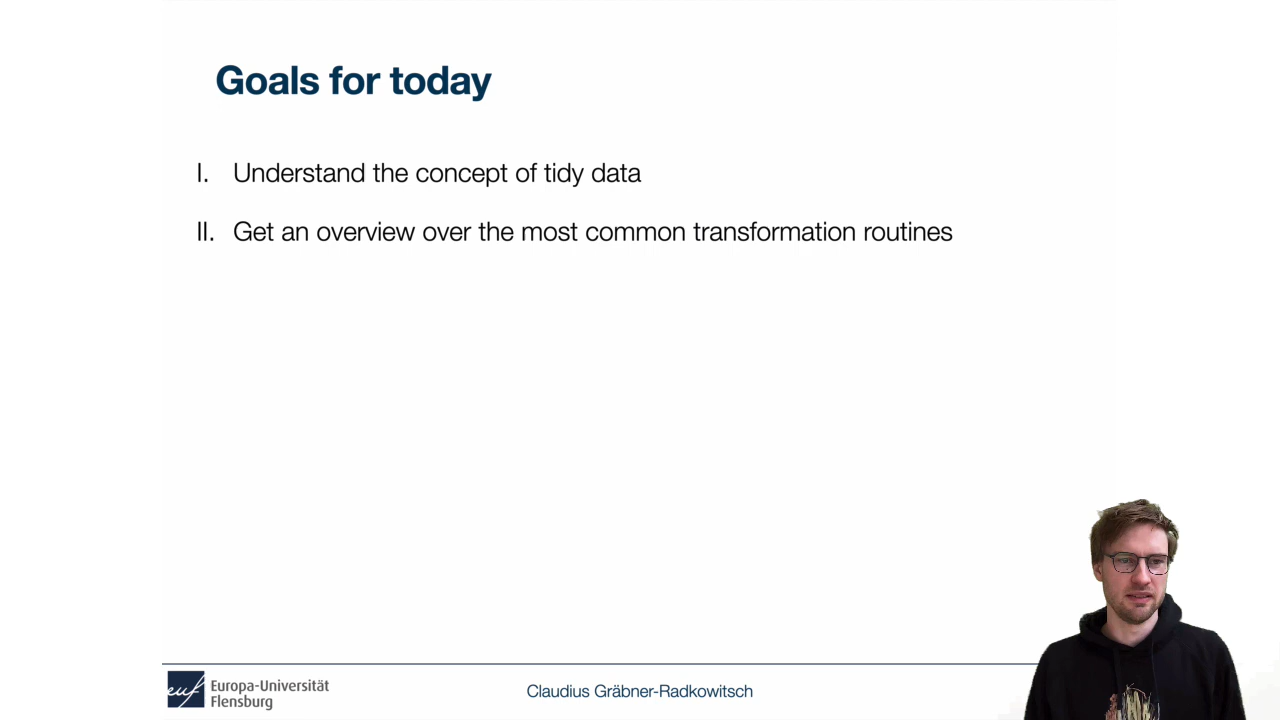 Goals for today
I. Understand the concept of tidy data
II. Get an overview over the most common transformation routines
euf Europa-Universität
Flensburg
Claudius Gräbner-Radkowitsch